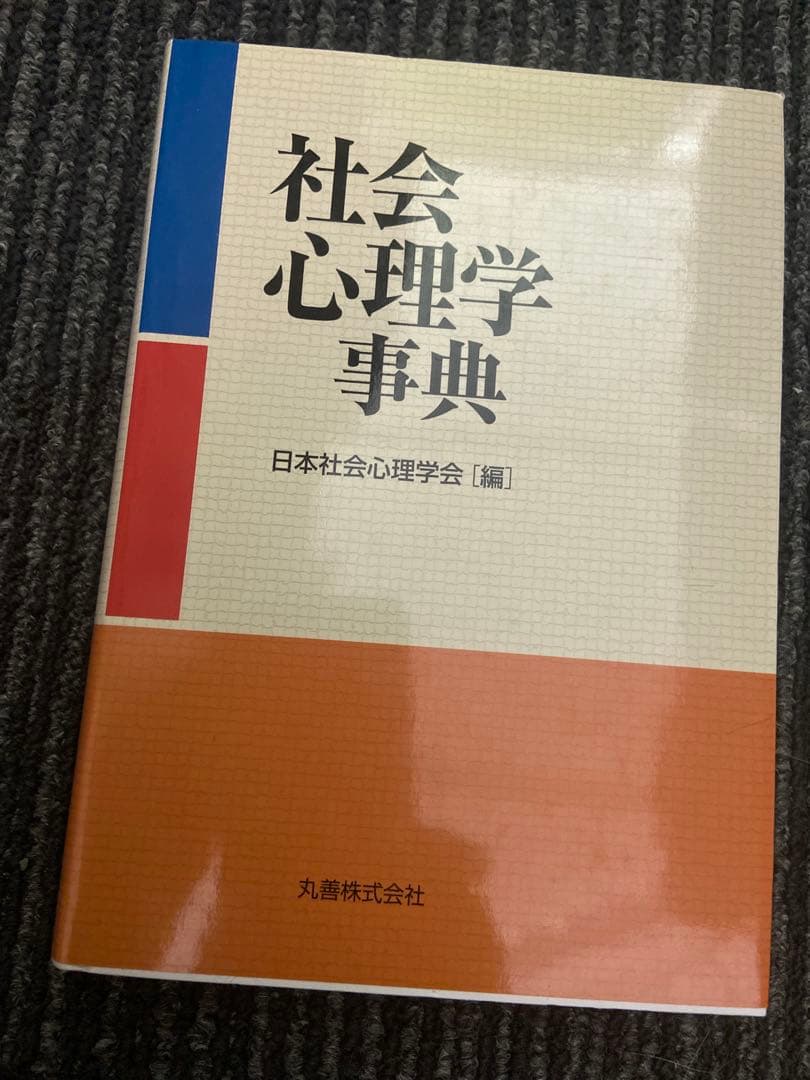 社会
心理学
事典
日本社会心理学会［編］
丸善株式会社